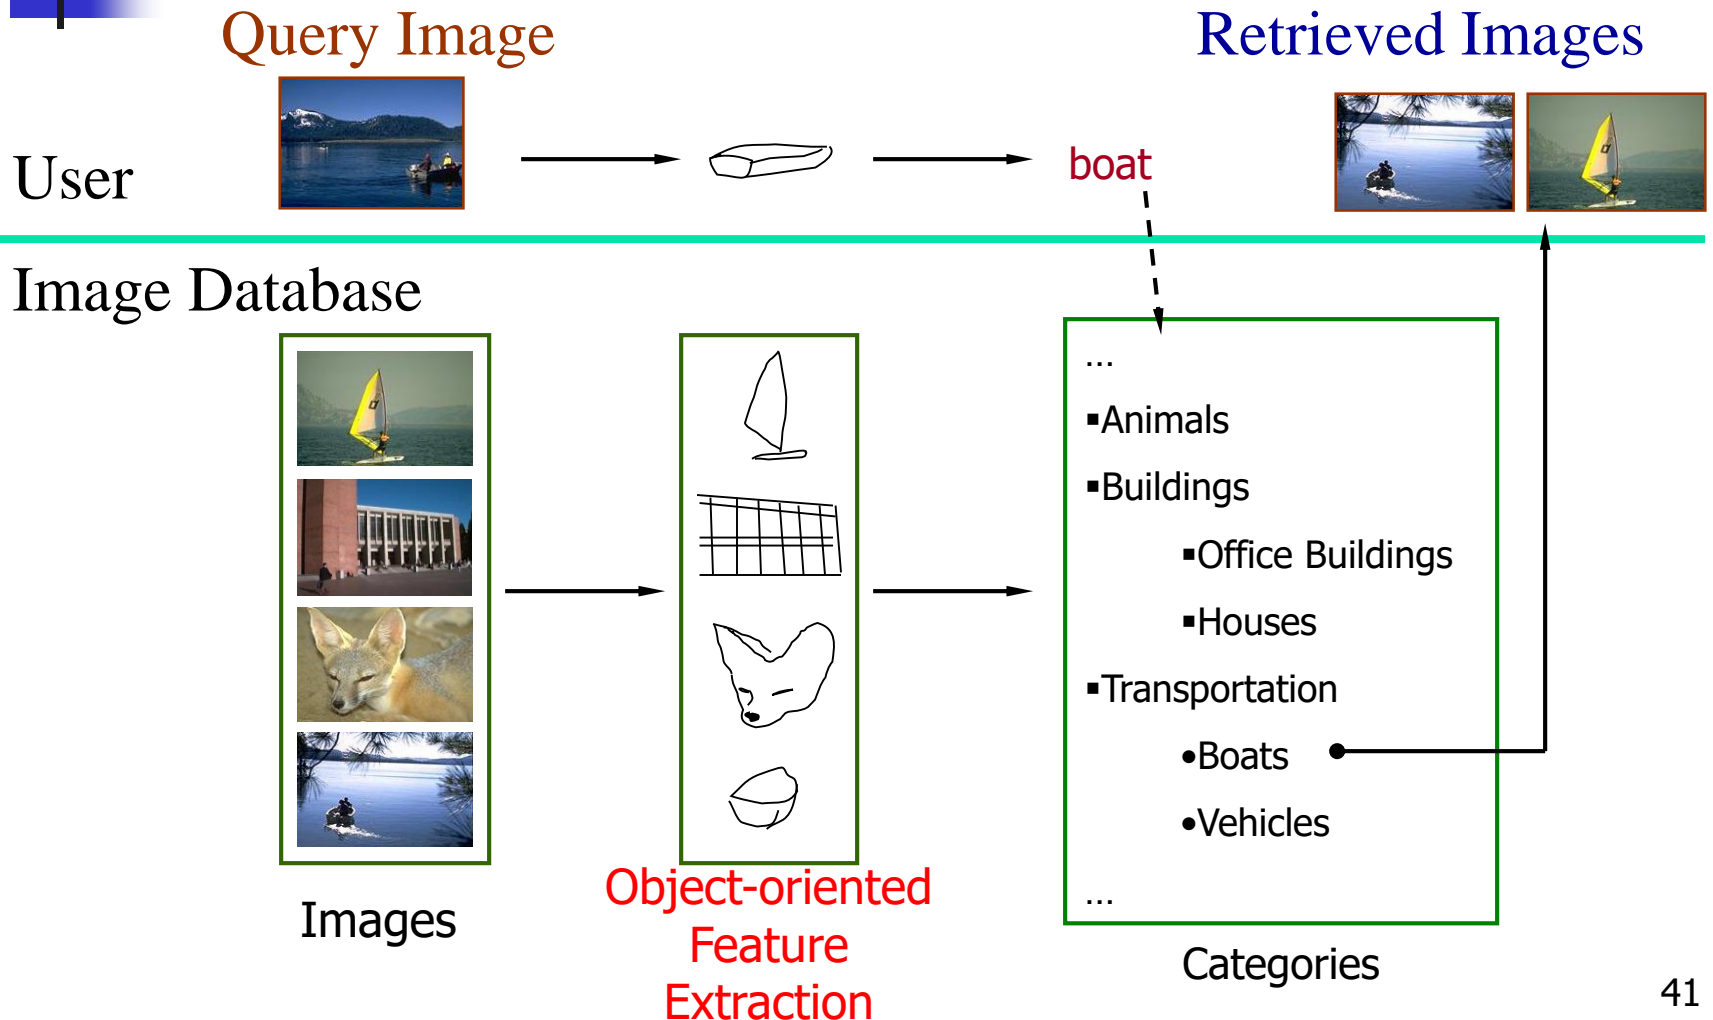 Query Image
Retrieved Images
User
boat
Image Database
...
▪Animals
▪Buildings
▪Office Buildings
▪Houses
▪Transportation
•Boats
•Vehicles
...
Images
Object-oriented
Feature
Extraction
Categories
41